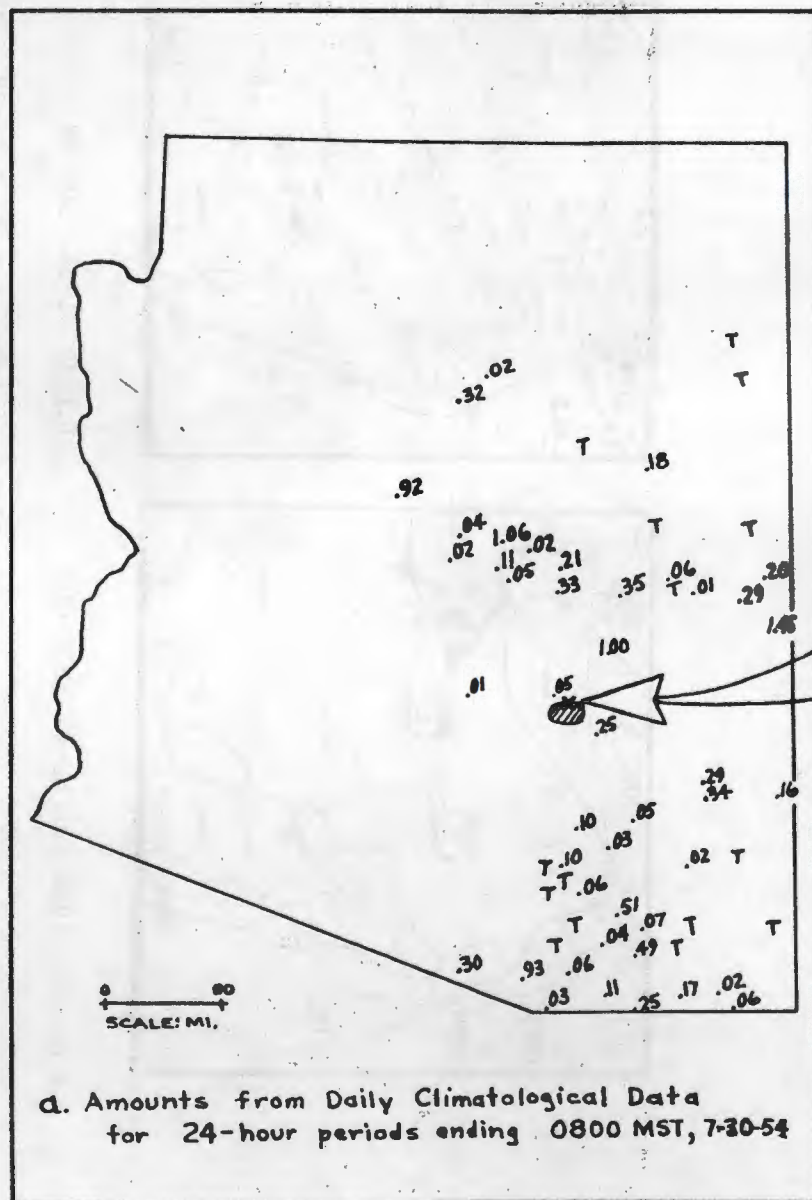 T
.02
T
.32
T
.18
.92
.04
1.06
.02
T
T
.02
.11
.21
.06
.20
.05
.33
.35
T
.01
.29
1.00
.01
.05
.25
.29
.34
.16
.10
.05
.03
T
.10
.02
T
T
T
.06
.51
T
.07
T
T
T
.04
.49
T
.30
.93
.06
.03
.11
.25
.17
.02
.06
0
SCALE: MI.
a. Amounts from Daily Climatological Data
for 24-hour periods ending 0800 MST, 7-30-54